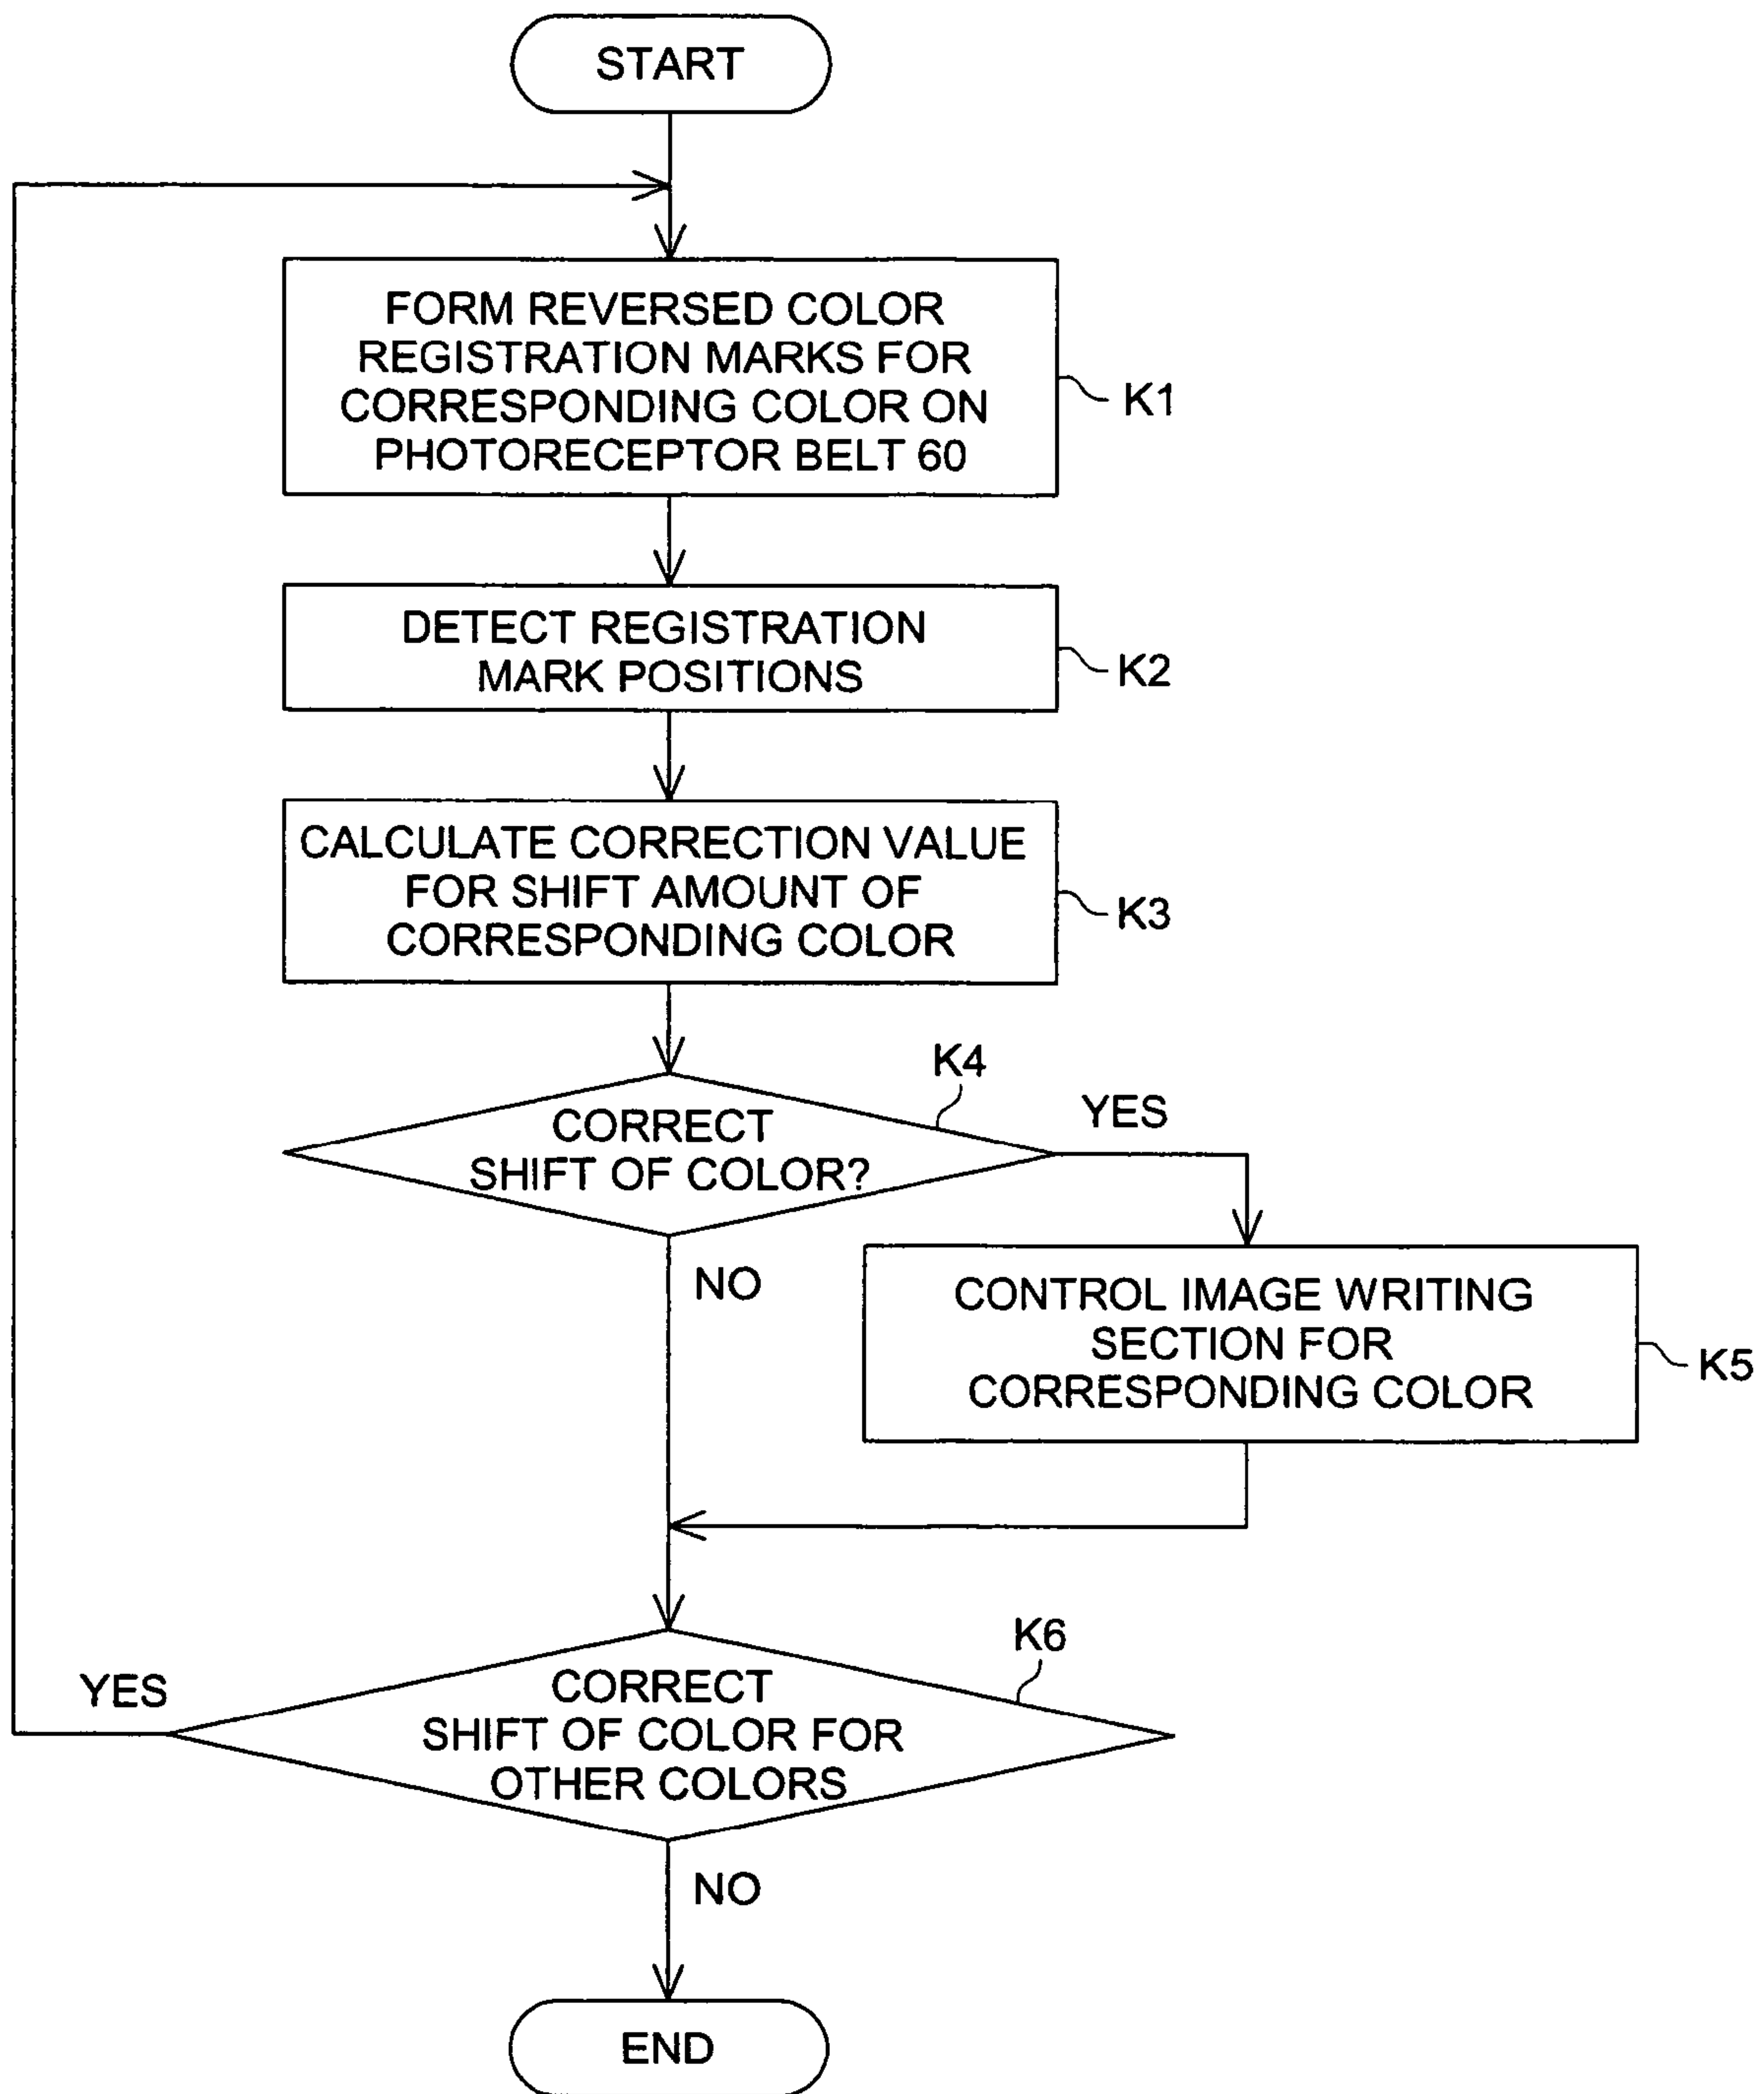 START
FORM REVERSED COLOR
REGISTRATION MARKS FOR
CORRESPONDING COLOR ON
PHOTORECEPTOR BELT 60
K1
DETECT REGISTRATION
MARK POSITIONS
K2
CALCULATE CORRECTION VALUE
FOR SHIFT AMOUNT OF
CORRESPONDING COLOR
K3
K4
CORRECT
SHIFT OF COLOR?
YES
NO
CONTROL IMAGE WRITING
SECTION FOR
CORRESPONDING COLOR
K5
K6
YES
CORRECT
SHIFT OF COLOR FOR
OTHER COLORS
NO
END